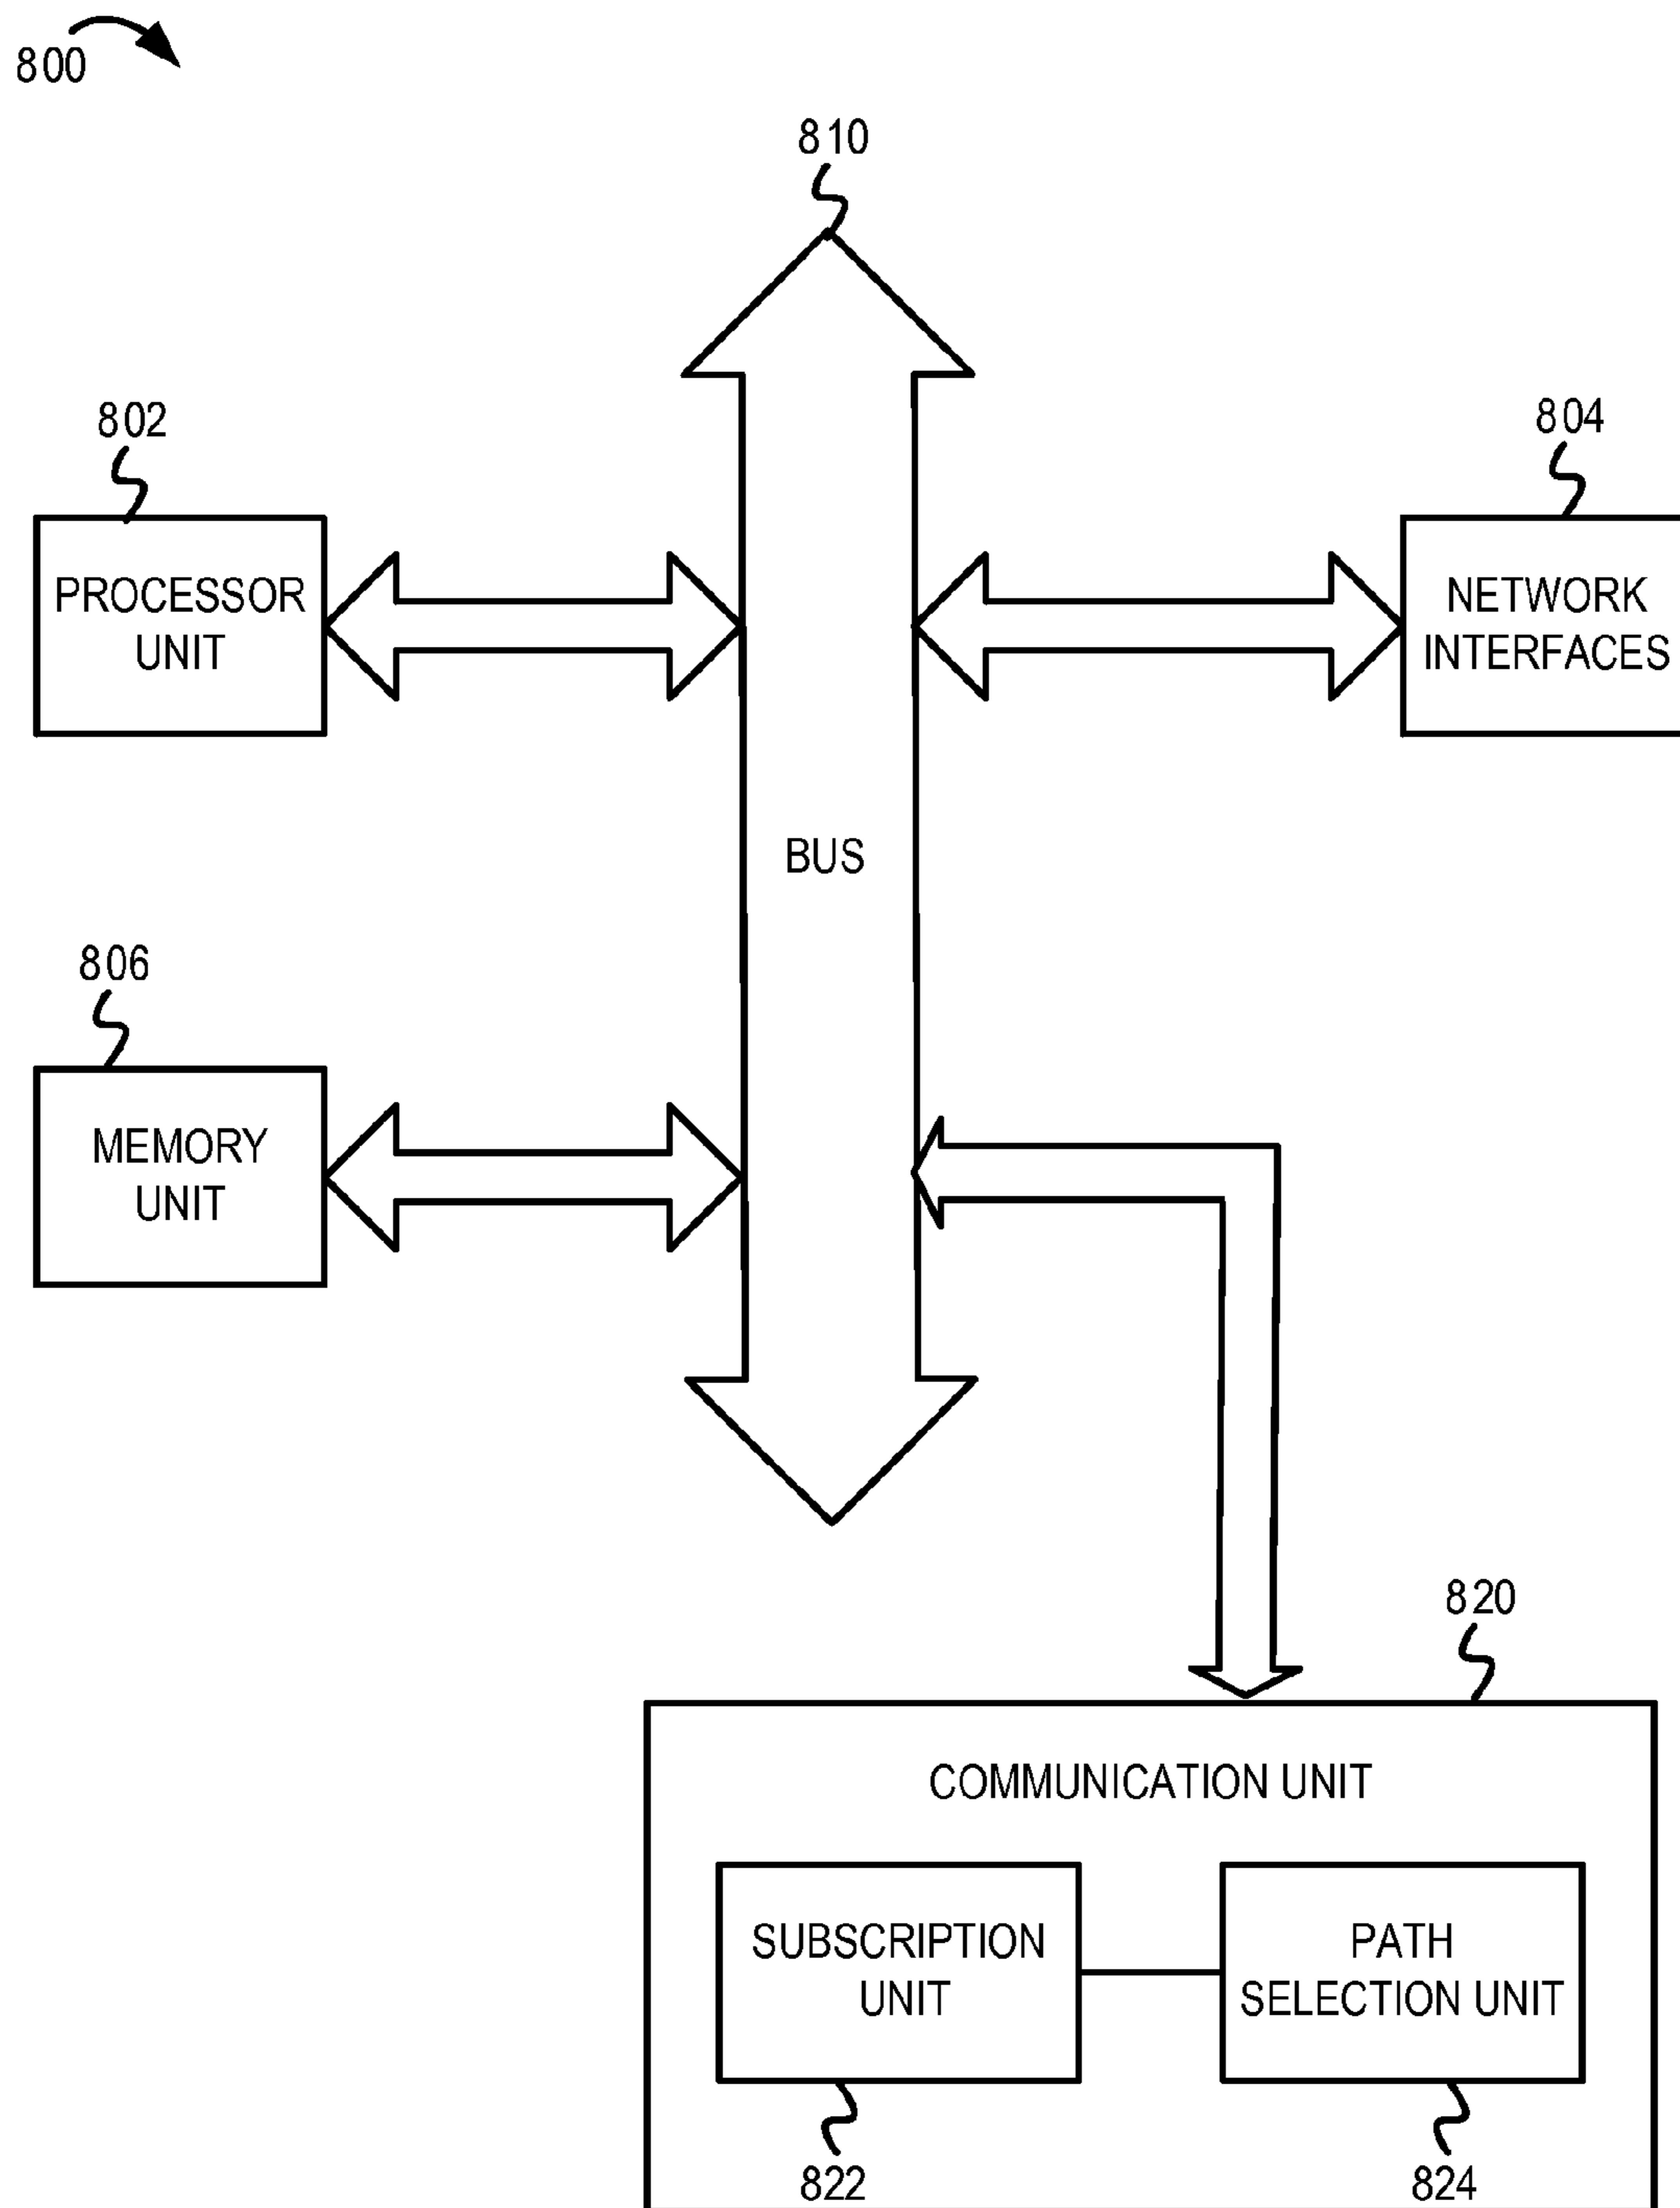 800
810
802
804
PROCESSOR
UNIT
NETWORK
INTERFACES
BUS
806
MEMORY
UNIT
820
COMMUNICATION UNIT
SUBSCRIPTION
UNIT
PATH
SELECTION UNIT
822
824